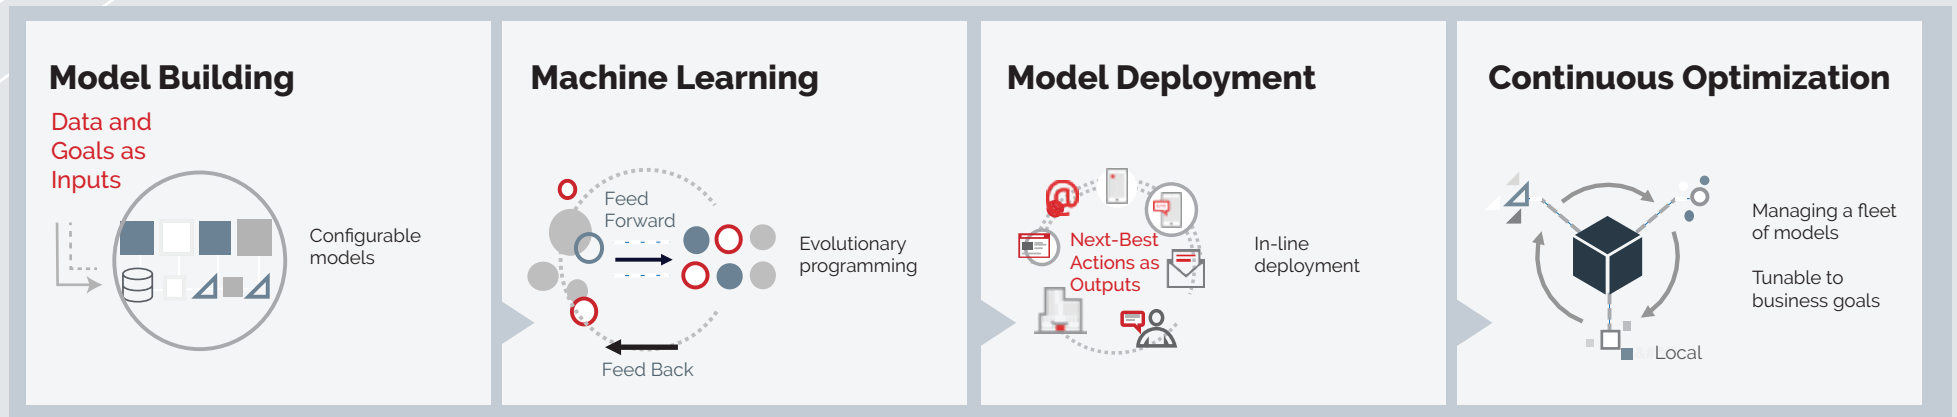 Model Building
Data and
Goals as
Inputs
Configurable
models
Machine Learning
Feed
Forward
Evolutionary
programming
Feed Back
Model Deployment
Next-Best
Actions as
Outputs
In-line
deployment
Continuous Optimization
Managing a fleet
of models
Tunable to
business goals
Local